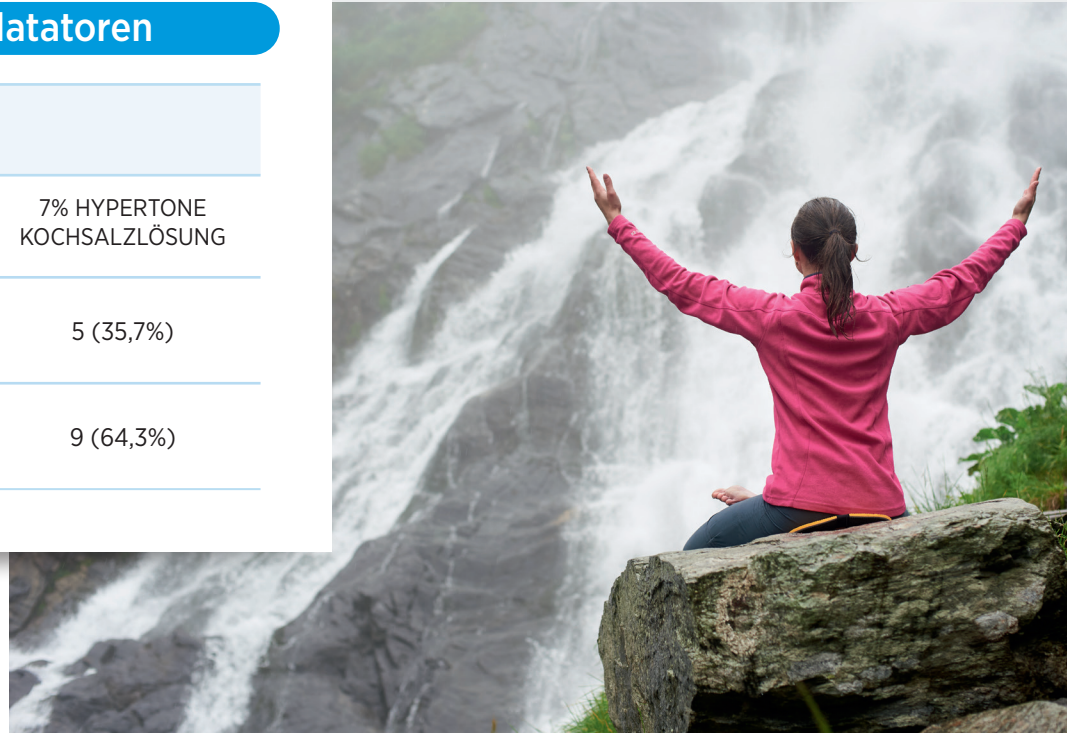 latatoren
7% HYPERTONE
KOCHSALZLÖSUNG
5 (35,7%)
9 (64,3%)